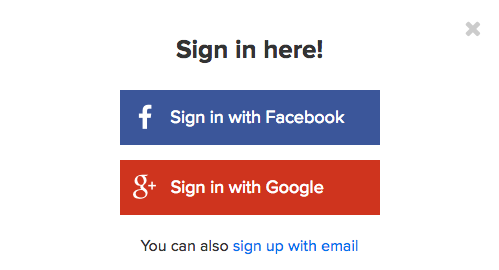 Sign in here!
Sign in with Facebook
Sign in with Google
You can also sign up with email